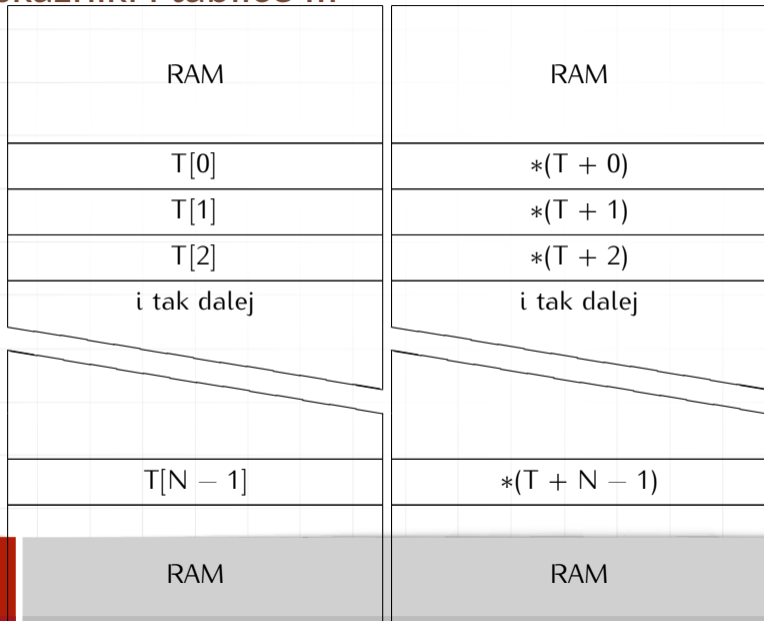 RAM
RAM
T[0]
∗(T + 0)
T[1]
∗(T + 1)
T[2]
∗(T + 2)
i tak dalej
i tak dalej
T[N – 1]
∗(T + N – 1)
RAM
RAM